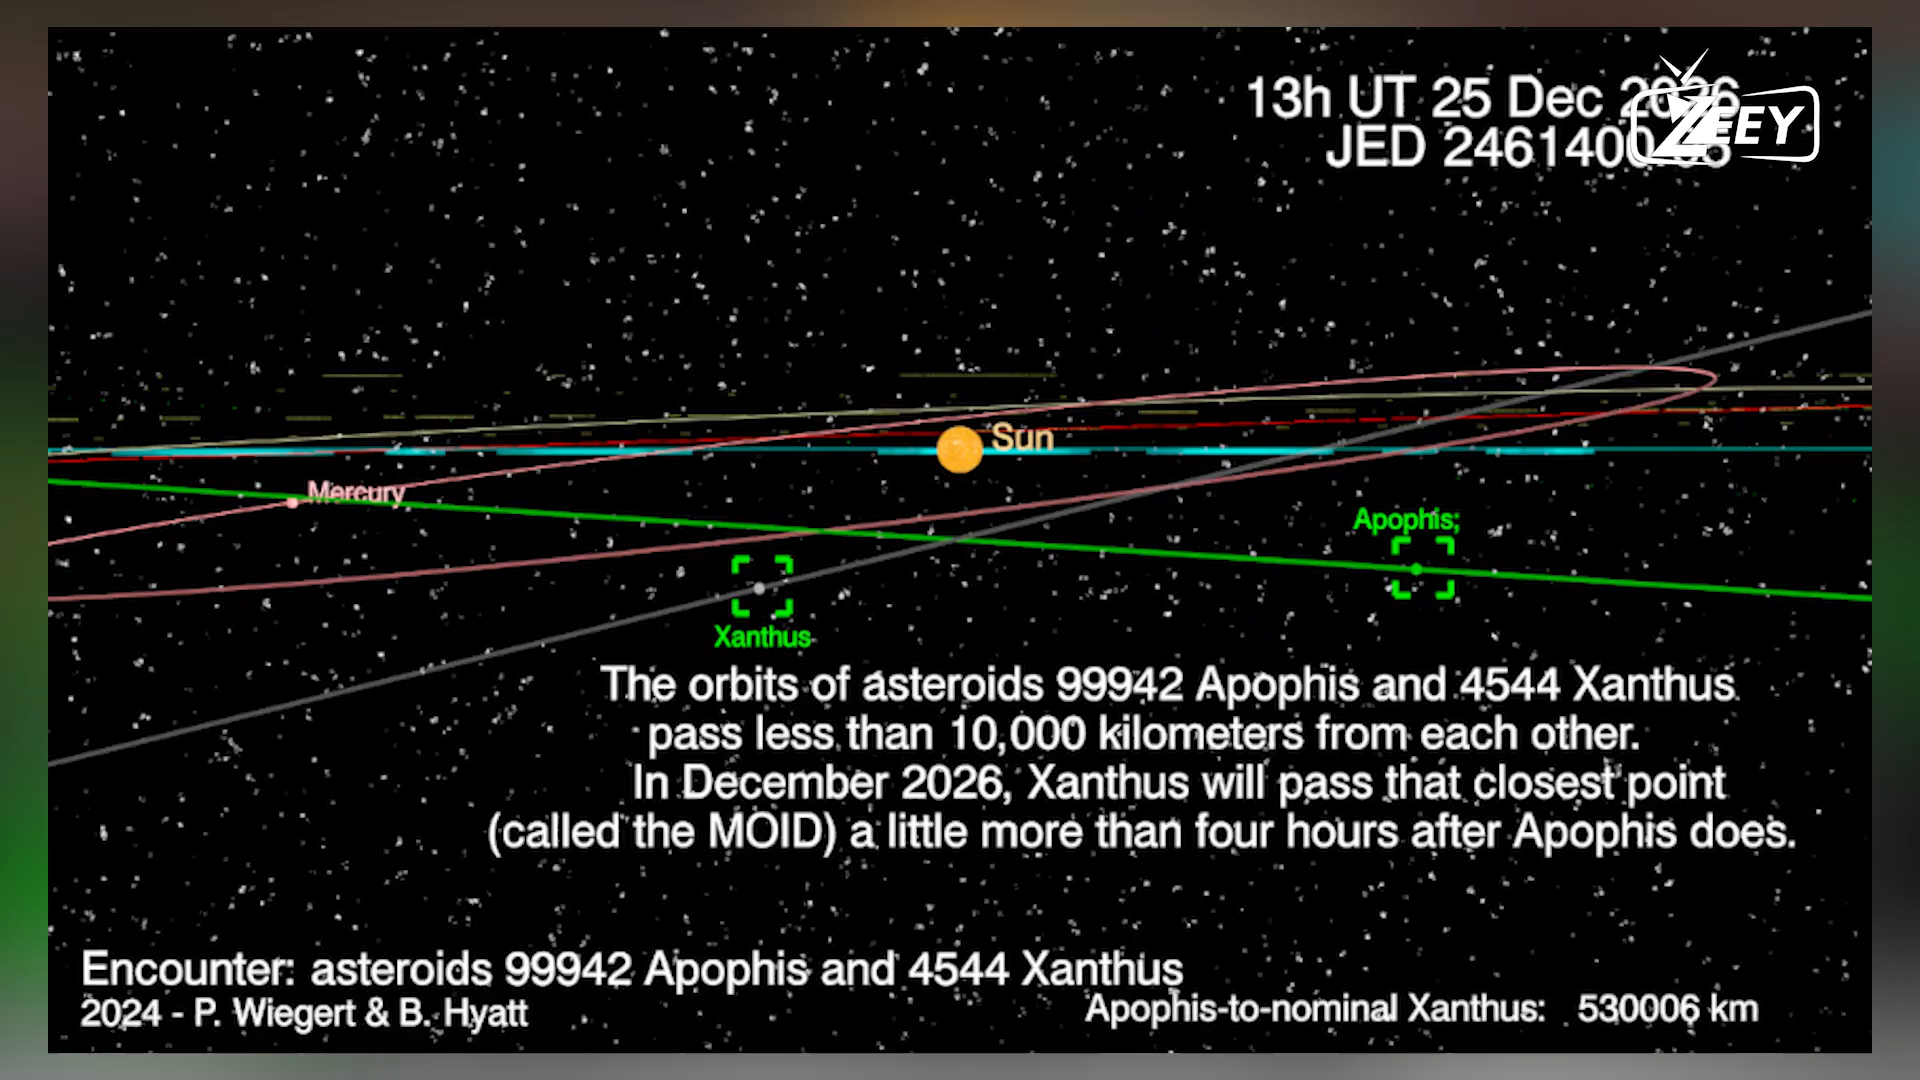 13h UT 25 Dec 2026
JED 2461400
ZEEY
Sun
Mercury
Apophis;
Xanthus
The orbits of asteroids 99942 Apophis and 4544 Xanthus
pass less than 10,000 kilometers from each other.
In December 2026, Xanthus will pass that closest point
(called the MOID) a little more than four hours after Apophis does.
Encounter: asteroids 99942 Apophis and 4544 Xanthus
2024 - P. Wiegert & B. Hyatt
Apophis-to-nominal Xanthus: 530006 km